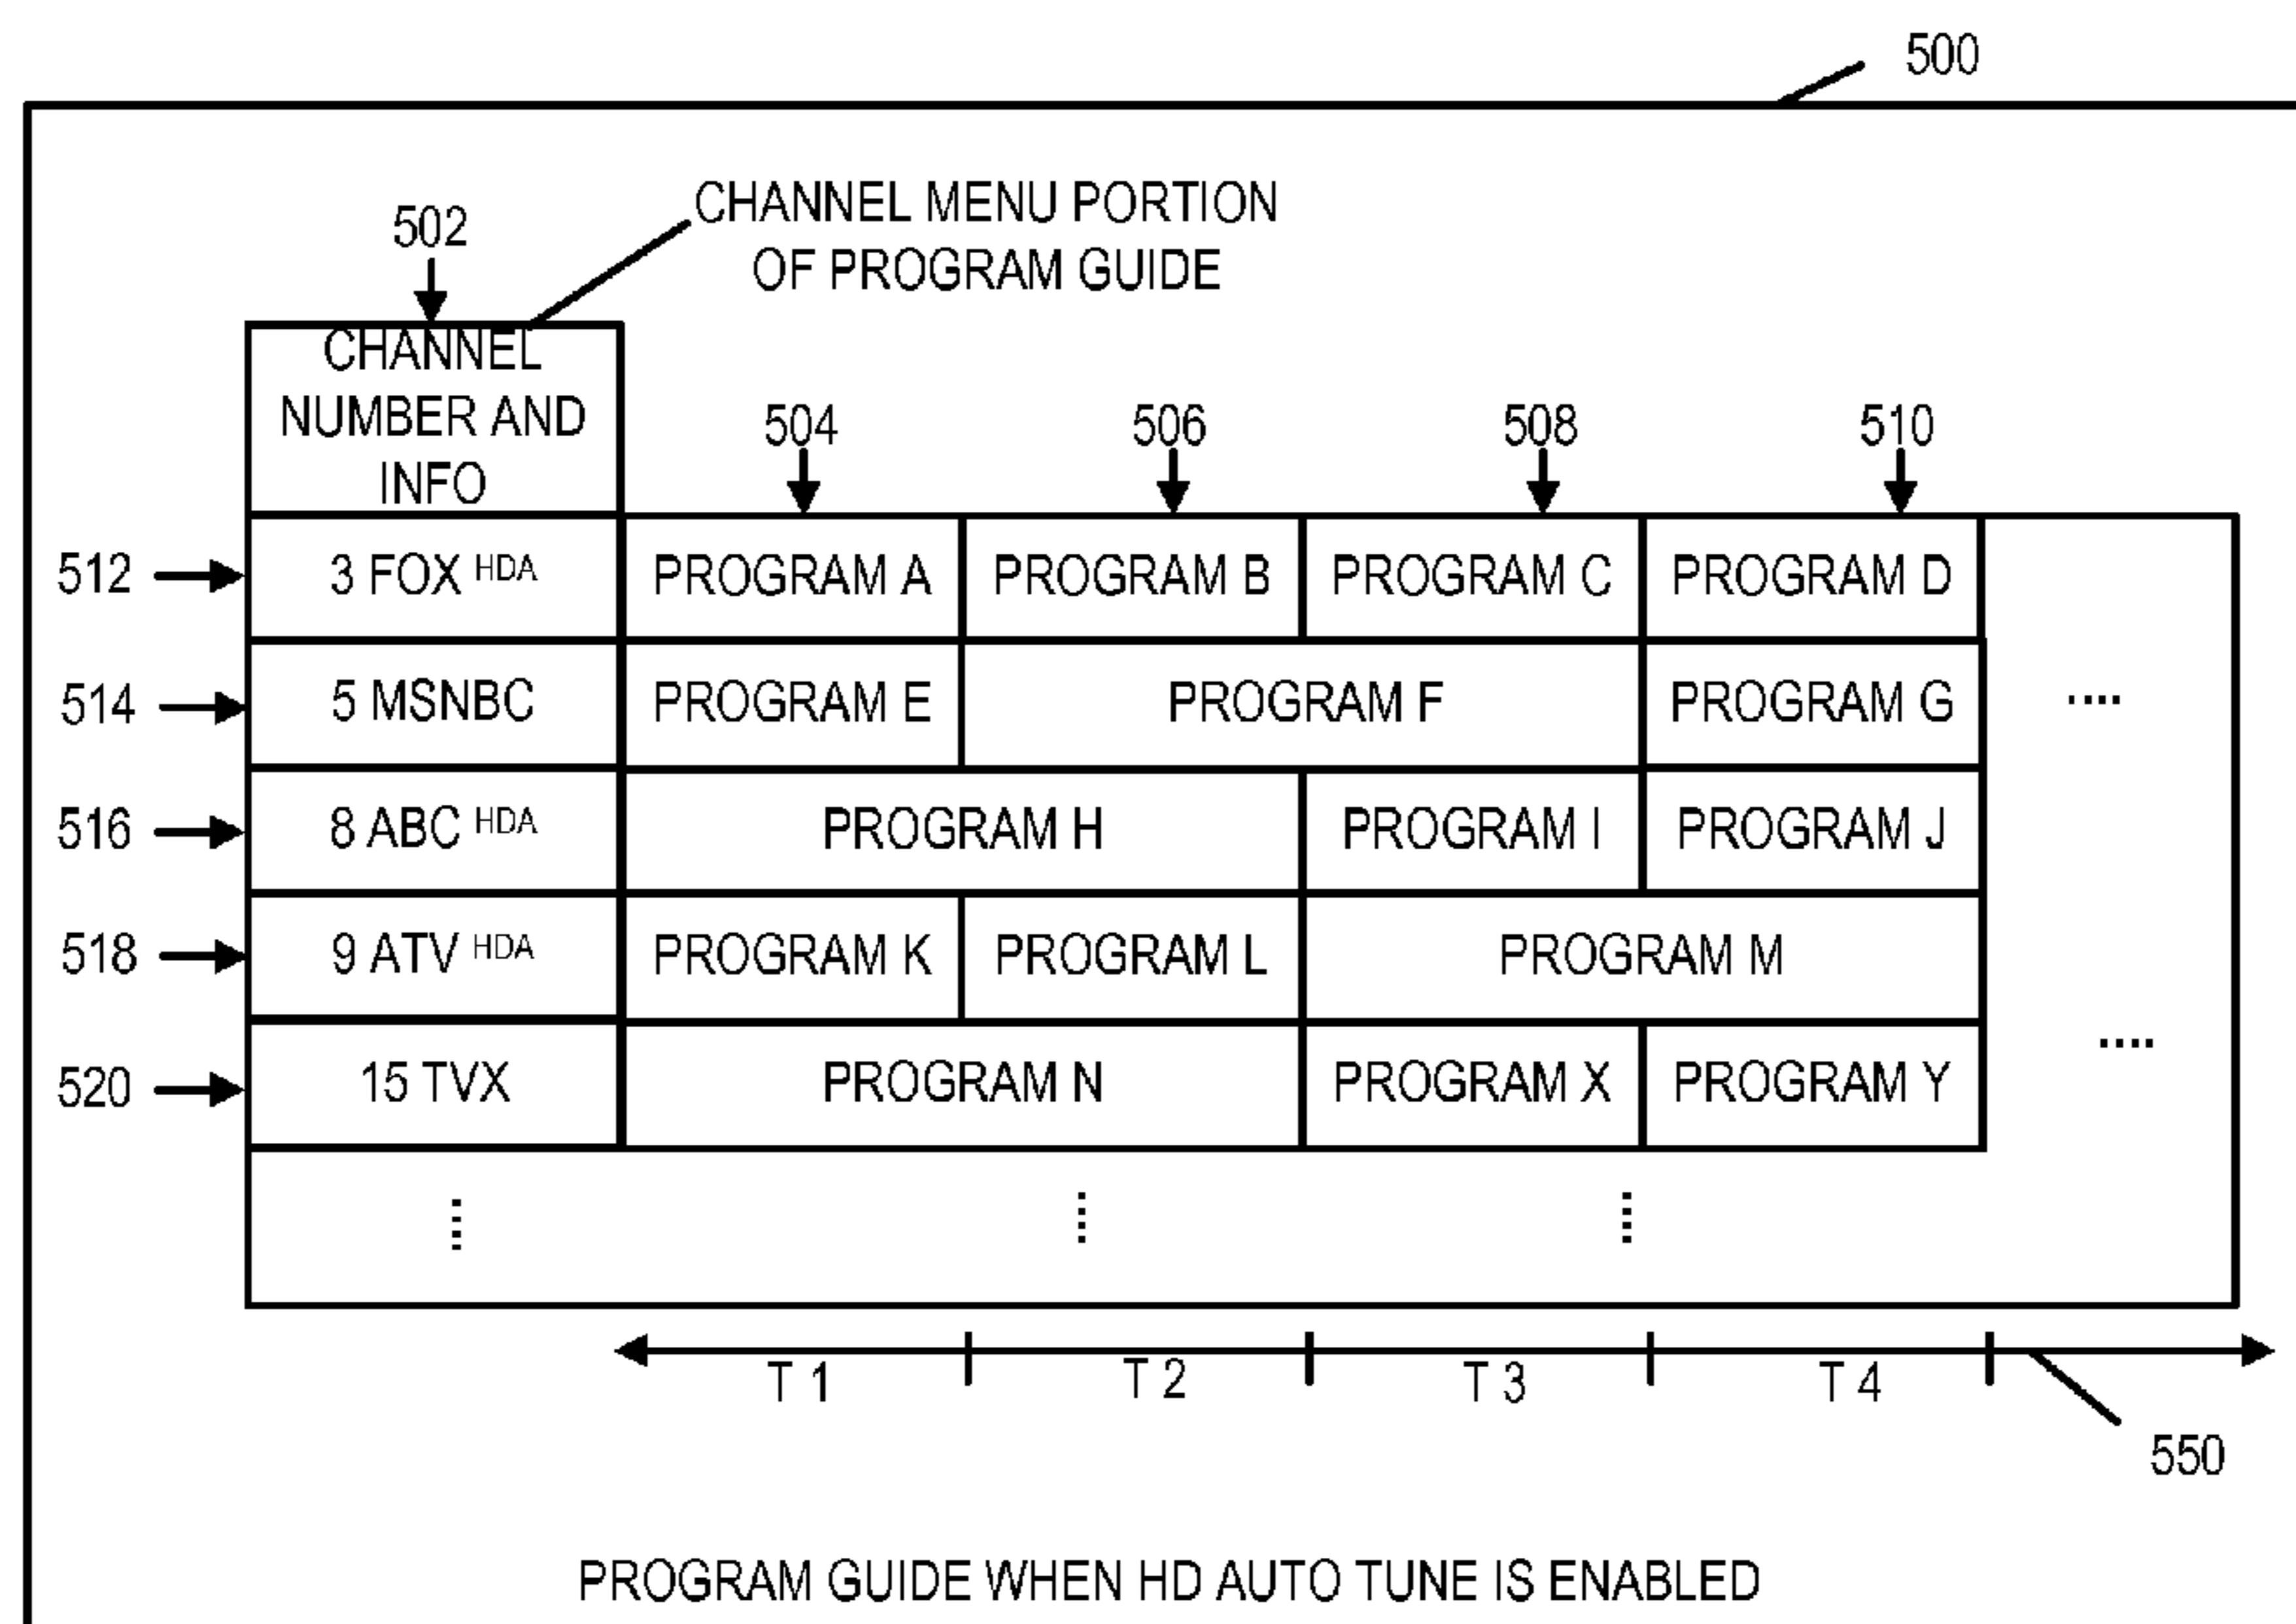 500
CHANNEL MENU PORTION
OF PROGRAM GUIDE
502
CHANNEL
NUMBER AND
INFO
504 506 508 510
512 3 FOX HDA PROGRAM A PROGRAM B PROGRAM C PROGRAM D
514 5 MSNBC PROGRAM E PROGRAM F PROGRAM G ....
516 8 ABC HDA PROGRAM H PROGRAM I PROGRAM J
518 9 ATV HDA PROGRAM K PROGRAM L PROGRAM M
520 15 TVX PROGRAM N PROGRAM X PROGRAM Y ....
T 1 T 2 T 3 T 4
550
PROGRAM GUIDE WHEN HD AUTO TUNE IS ENABLED